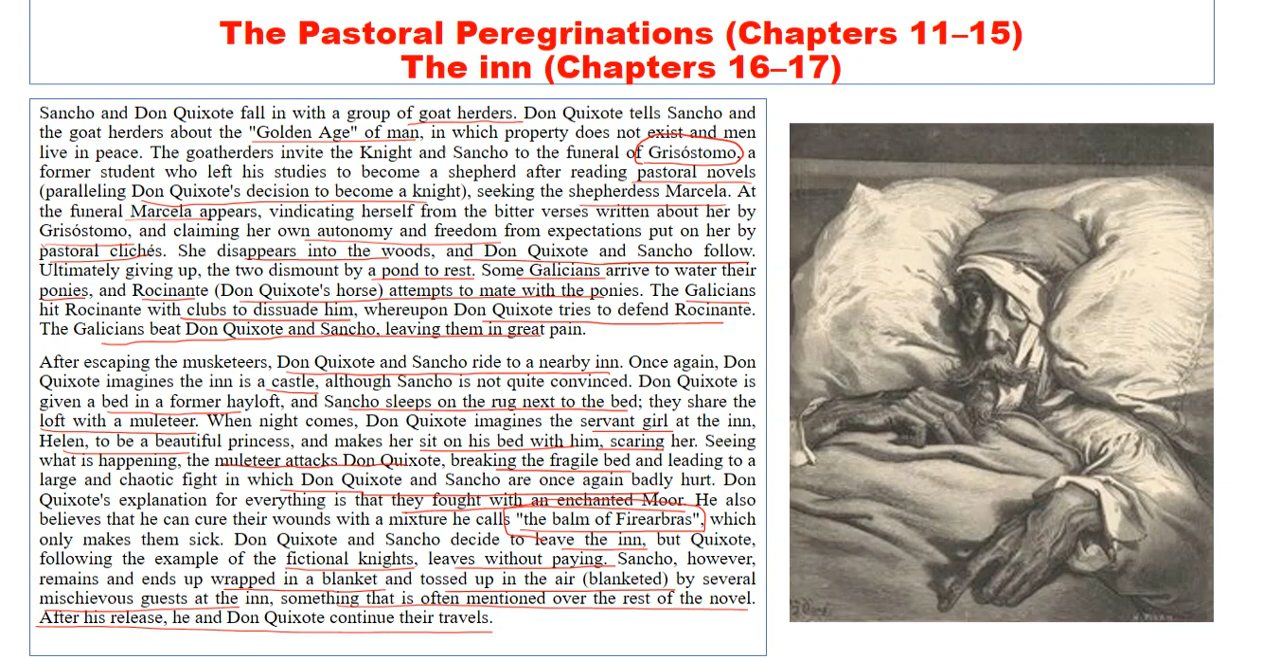 The Pastoral Peregrinations (Chapters 11–15)
The inn (Chapters 16–17)
Sancho and Don Quixote fall in with a group of goat herders. Don Quixote tells Sancho and
the goat herders about the "Golden Age" of man, in which property does not exist and men
live in peace. The goatherders invite the Knight and Sancho to the funeral of Grisóstomo, a
former student who left his studies to become a shepherd after reading pastoral novels
(paralleling Don Quixote's decision to become a knight), seeking the shepherdess Marcela. At
the funeral Marcela appears, vindicating herself from the bitter verses written about her by
Grisóstomo, and claiming her own autonomy and freedom from expectations put on her by
pastoral clichés. She disappears into the woods, and Don Quixote and Sancho follow.
Ultimately giving up, the two dismount by a pond to rest. Some Galicians arrive to water their
ponies, and Rocinante (Don Quixote's horse) attempts to mate with the ponies. The Galicians
hit Rocinante with clubs to dissuade him, whereupon Don Quixote tries to defend Rocinante.
The Galicians beat Don Quixote and Sancho, leaving them in great pain.
After escaping the musketeers, Don Quixote and Sancho ride to a nearby inn. Once again, Don
Quixote imagines the inn is a castle, although Sancho is not quite convinced. Don Quixote is
given a bed in a former hayloft, and Sancho sleeps on the rug next to the bed; they share the
loft with a muleteer. When night comes, Don Quixote imagines the servant girl at the inn,
Helen, to be a beautiful princess, and makes her sit on his bed with him, scaring her. Seeing
what is happening, the muleteer attacks Don Quixote, breaking the fragile bed and leading to a
large and chaotic fight in which Don Quixote and Sancho are once again badly hurt. Don
Quixote's explanation for everything is that they fought with an enchanted Moor. He also
believes that he can cure their wounds with a mixture he calls "the balm of Firearbras", which
only makes them sick. Don Quixote and Sancho decide to leave the inn, but Quixote,
following the example of the fictional knights, leaves without paying. Sancho, however,
remains and ends up wrapped in a blanket and tossed up in the air (blanketed) by several
mischievous guests at the inn, something that is often mentioned over the rest of the novel.
After his release, he and Don Quixote continue their travels.